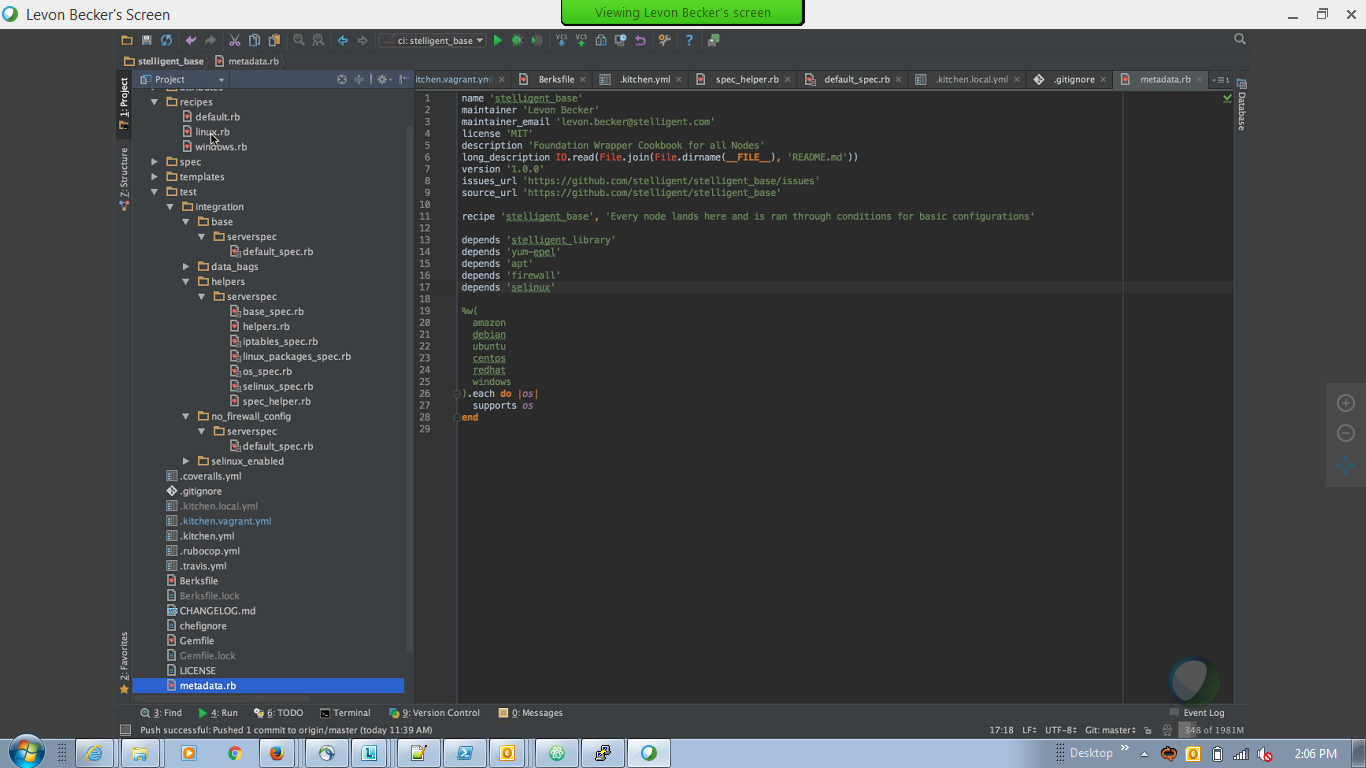 Levon Becker's Screen
Viewing Levon Becker's screen
ci: stelligent_base
stelligent_base
metadata.rb
1: Project
Project
itchen.vagrant.yml
Berksfile
.kitchen.yml
spec_helper.rb
default_spec.rb
.kitchen.local.yml
.gitignore
metadata.rb
Database
attributes
recipes
default.rb
linux.rb
windows.rb
spec
templates
test
integration
base
serverspec
default_spec.rb
data_bags
helpers
serverspec
base_spec.rb
helpers.rb
iptables_spec.rb
linux_packages_spec.rb
os_spec.rb
selinux_spec.rb
spec_helper.rb
no_firewall_config
serverspec
default_spec.rb
selinux_enabled
.coveralls.yml
.gitignore
.kitchen.local.yml
.kitchen.vagrant.yml
.kitchen.yml
.rubocop.yml
.travis.yml
Berksfile
Berksfile.lock
CHANGELOG.md
chefignore
Gemfile
Gemfile.lock
LICENSE
metadata.rb
Z: Structure
2: Favorites
1 name 'stelligent_base'
2 maintainer 'Levon Becker'
3 maintainer_email 'levon.becker@stelligent.com'
4 license 'MIT'
5 description 'Foundation Wrapper Cookbook for all Nodes'
6 long_description IO.read(File.join(File.dirname(__FILE__), 'README.md'))
7 version '1.0.0'
8 issues_url 'https://github.com/stelligent/stelligent_base/issues'
9 source_url 'https://github.com/stelligent/stelligent_base'
10
11 recipe 'stelligent_base', 'Every node lands here and is ran through conditions for basic configurations'
12
13 depends 'stelligent_library'
14 depends 'yum-epel'
15 depends 'apt'
16 depends 'firewall'
17 depends 'selinux'
18
19 %w(
20 amazon
21 debian
22 ubuntu
23 centos
24 redhat
25 windows
26 ).each do |os|
27 supports os
28 end
29
3: Find
4: Run
6: TODO
Terminal
9: Version Control
0: Messages
Event Log
Push successful: Pushed 1 commit to origin/master (today 11:39 AM)
17:18 LF÷ UTF-8÷ Git: master÷
348 of 1981M
Desktop
2:06 PM